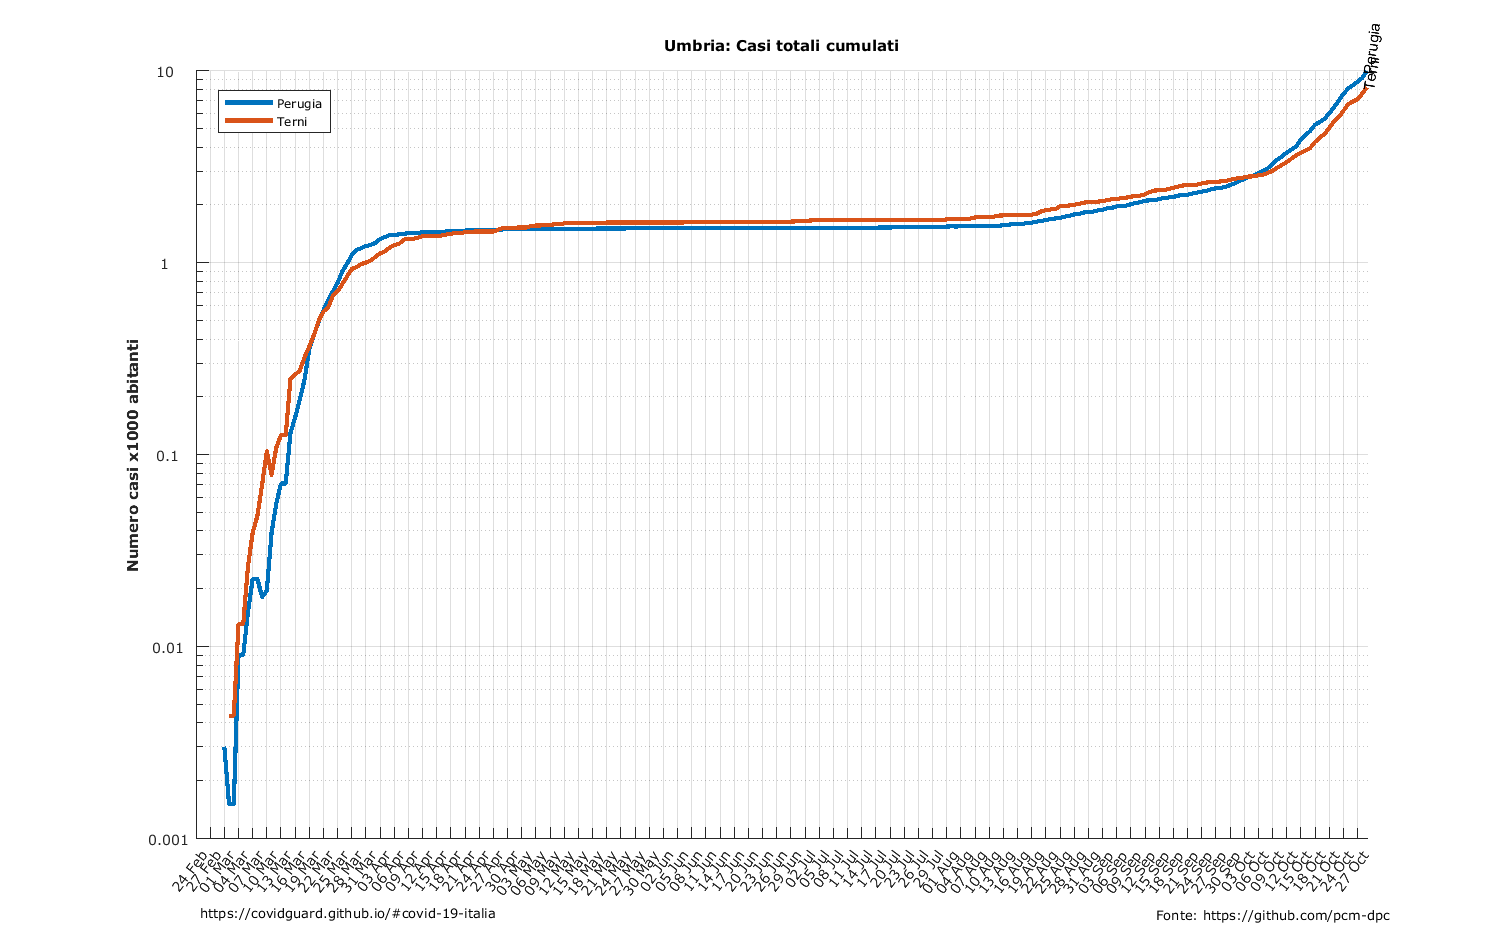 Umbria: Casi totali cumulati
Perugia
Terni
Perugia
Terni
Numero casi x1000 abitanti
10
1
0.1
0.01
0.001
24 Feb
27 Feb
01 Mar
04 Mar
07 Mar
10 Mar
13 Mar
16 Mar
19 Mar
22 Mar
25 Mar
28 Mar
31 Mar
03 Apr
06 Apr
09 Apr
12 Apr
15 Apr
18 Apr
21 Apr
24 Apr
27 Apr
30 Apr
03 May
06 May
09 May
12 May
15 May
18 May
21 May
24 May
27 May
30 May
02 Jun
05 Jun
08 Jun
11 Jun
14 Jun
17 Jun
20 Jun
23 Jun
26 Jun
29 Jun
02 Jul
05 Jul
08 Jul
11 Jul
14 Jul
17 Jul
20 Jul
23 Jul
26 Jul
29 Jul
01 Aug
04 Aug
07 Aug
10 Aug
13 Aug
16 Aug
19 Aug
22 Aug
25 Aug
28 Aug
31 Aug
03 Sep
06 Sep
09 Sep
12 Sep
15 Sep
18 Sep
21 Sep
24 Sep
27 Sep
30 Sep
03 Oct
06 Oct
09 Oct
12 Oct
15 Oct
18 Oct
21 Oct
24 Oct
27 Oct
https://covidguard.github.io/#covid-19-italia
Fonte: https://github.com/pcm-dpc